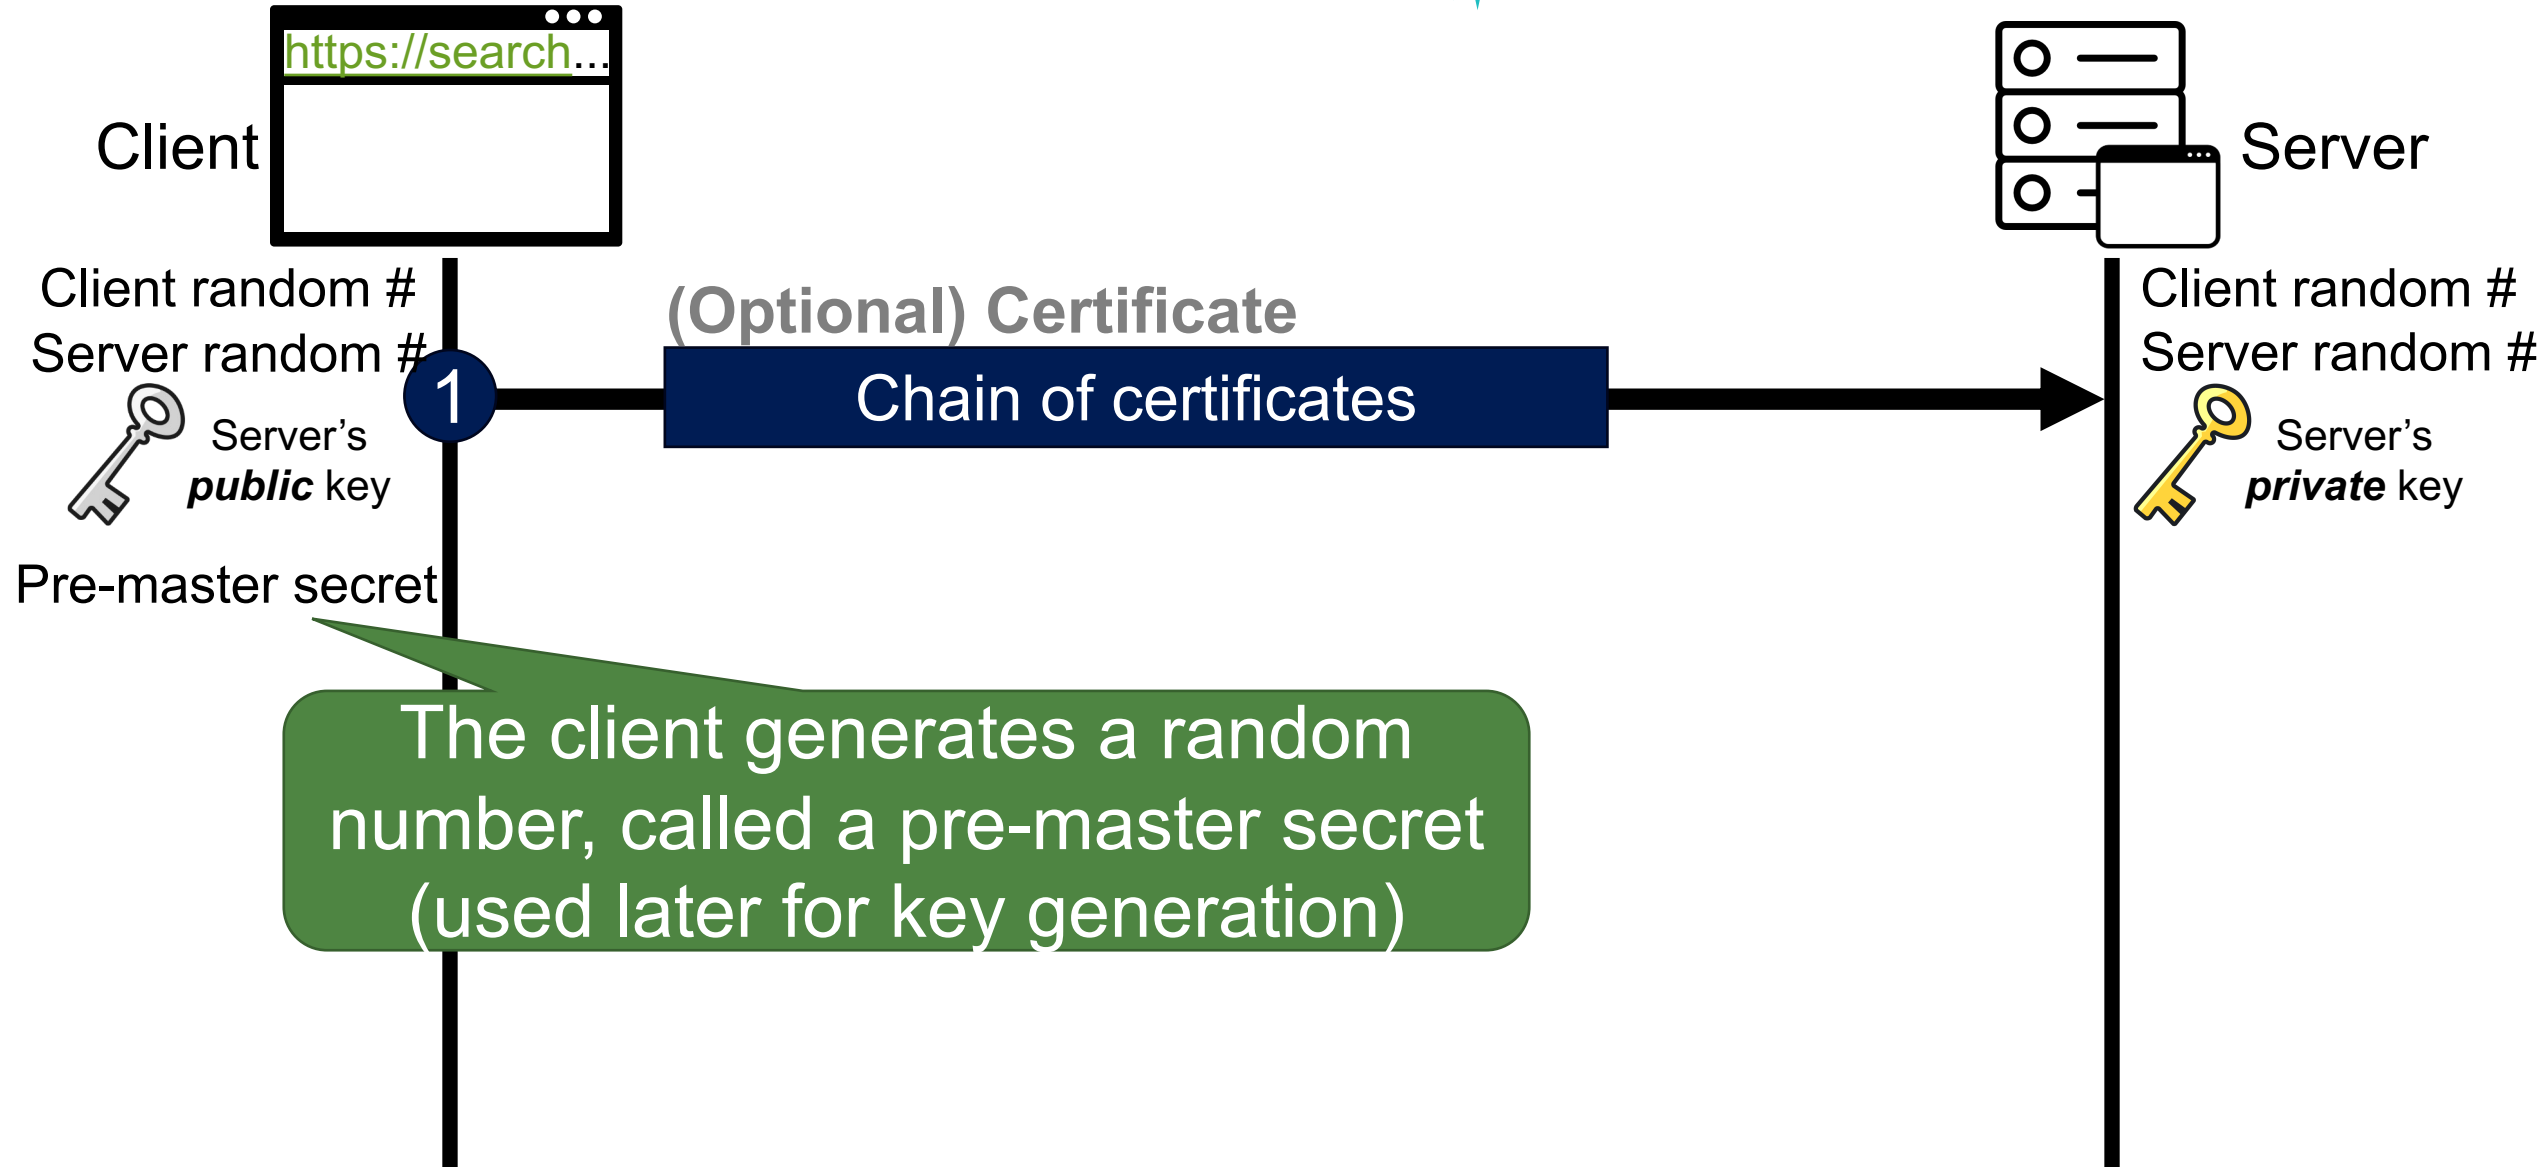 https://search...
Client
Server
Client random #
Server random #
Server’s
public key
Pre-master secret
(Optional) Certificate
1
Chain of certificates
Client random #
Server random #
Server’s
private key
The client generates a random
number, called a pre-master secret
(used later for key generation)